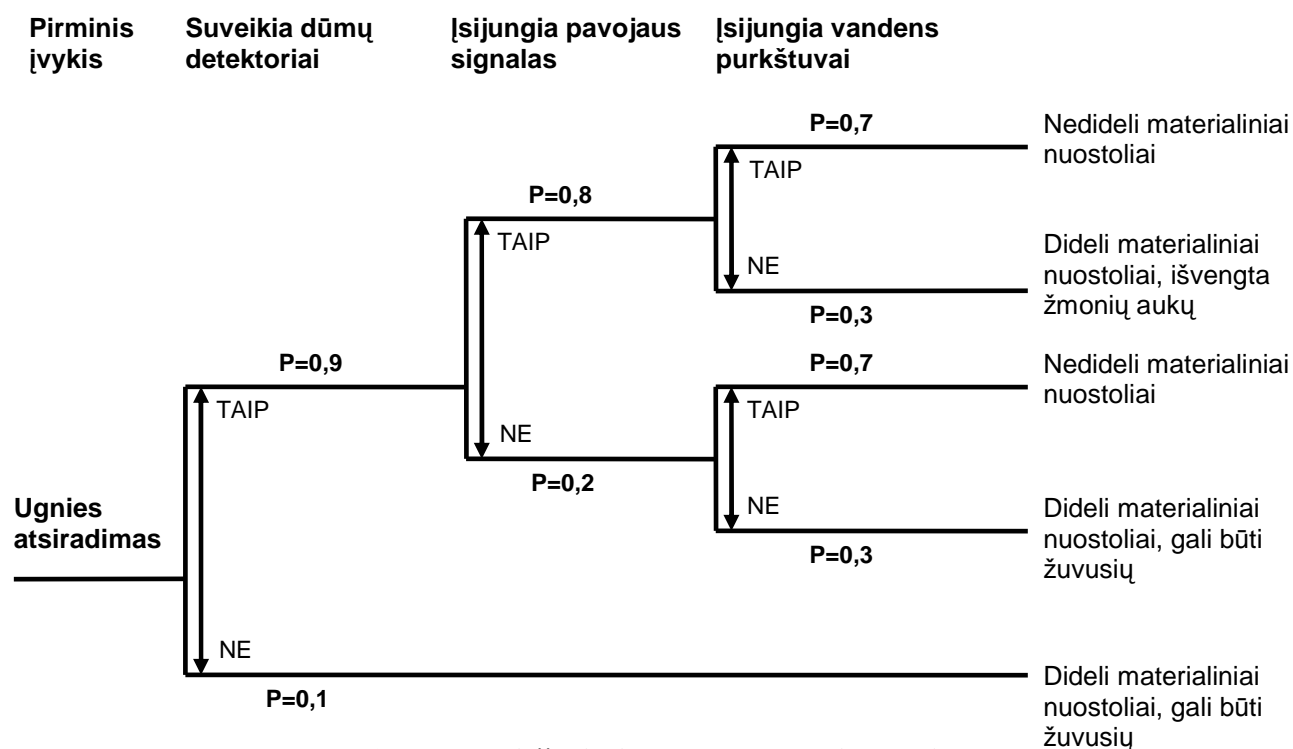 Pirminis
įvykis
Suveikia dūmų
detektoriai
Įsijungia pavojaus
signalas
Įsijungia vandens
purkštuvai
P=0,7
TAIP
Nedideli materialiniai
nuostoliai
P=0,8
TAIP
NE
P=0,3
Dideli materialiniai
nuostoliai, išvengta
žmonių aukų
P=0,9
TAIP
P=0,7
TAIP
Nedideli materialiniai
nuostoliai
NE
P=0,2
NE
P=0,3
Dideli materialiniai
nuostoliai, gali būti
žuvusių
Ugnies
atsiradimas
NE
P=0,1
Dideli materialiniai
nuostoliai, gali būti
žuvusių